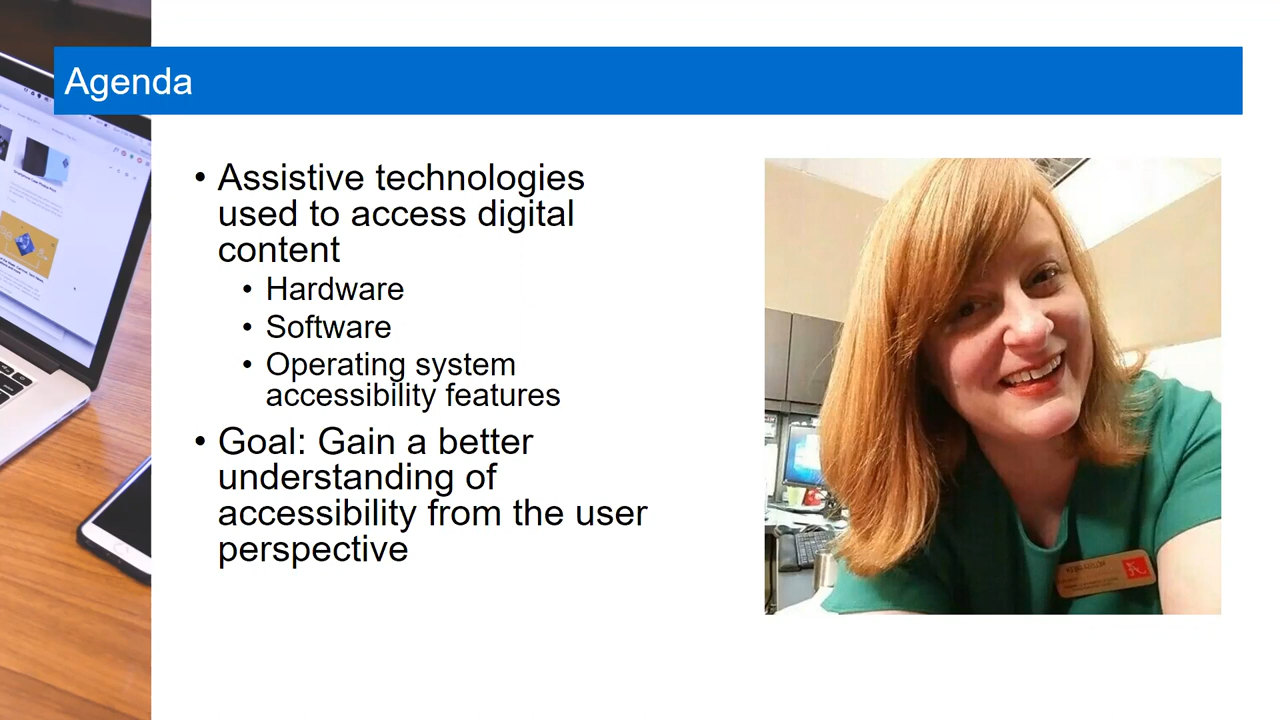 Agenda
• Assistive technologies
used to access digital
content
• Hardware
• Software
• Operating system
accessibility features
• Goal: Gain a better
understanding of
accessibility from the user
perspective